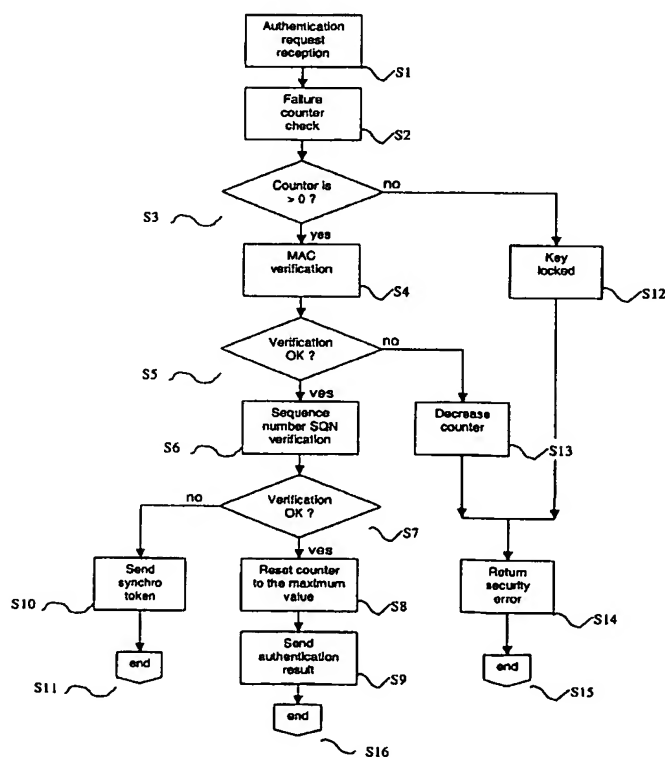 Authentication
request
reception
S1
Failure
counter
check
S2
Counter is
> 0 ?
no
S3
yes
MAC
verification
S4
Key
locked
S12
Verification
OK ?
no
S5
yes
Sequence
number SQN
verification
S6
Decrease
counter
S13
no
Verification
OK ?
S7
yes
Send
synchro
token
S10
Reset counter
to the maximum
value
S8
Return
security
error
S14
Send
authentication
result
S9
end
S11
end
S15
end
S16